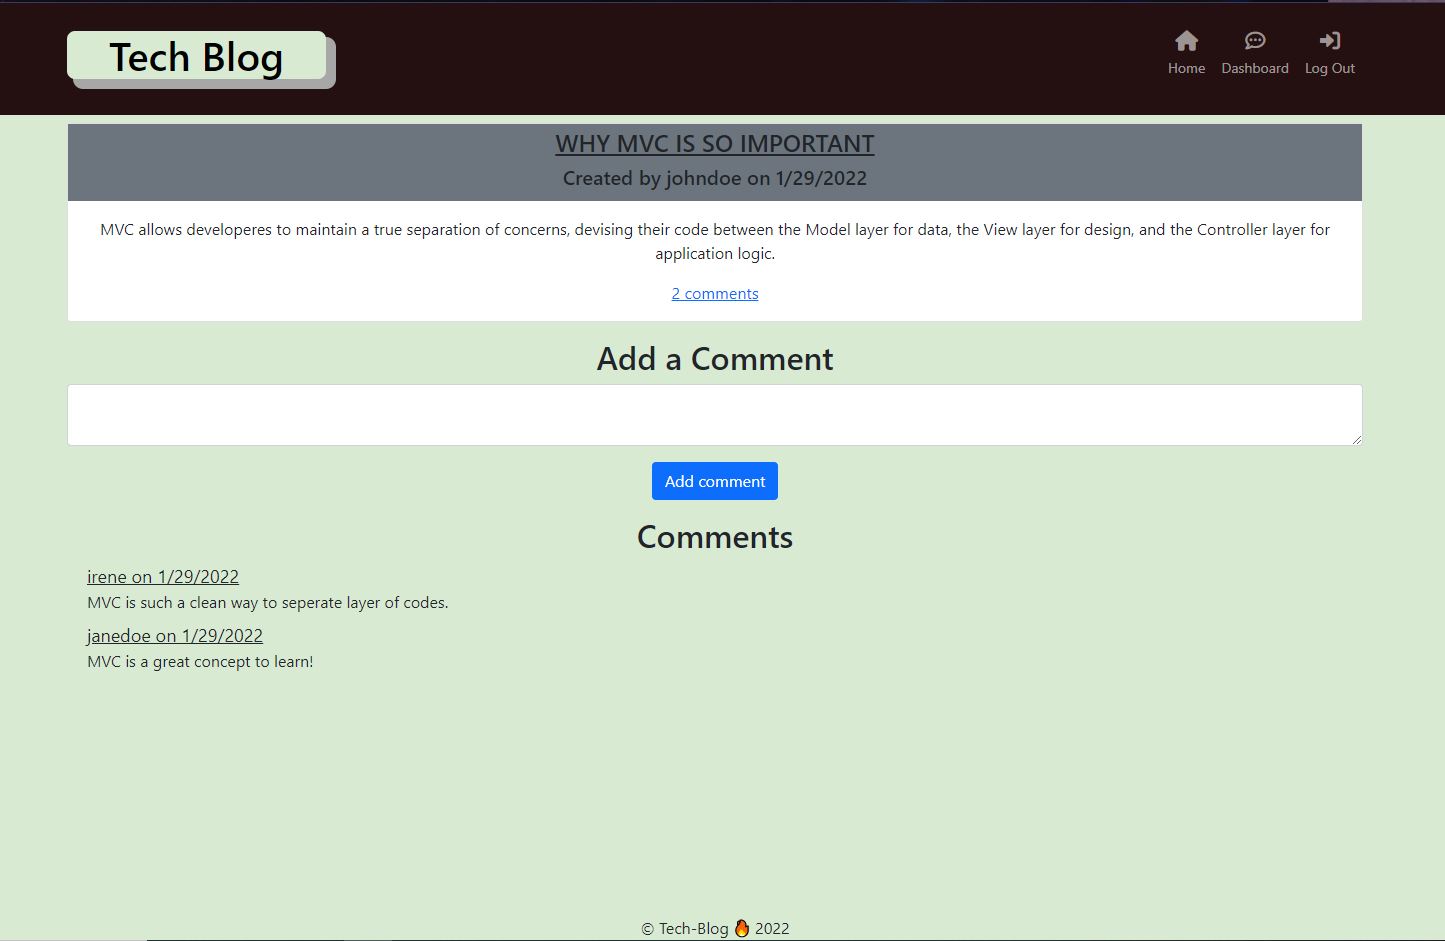 Tech Blog
Home
Dashboard
Log Out
WHY MVC IS SO IMPORTANT
Created by johndoe on 1/29/2022
MVC allows developeres to maintain a true separation of concerns, devising their code between the Model layer for data, the View layer for design, and the Controller layer for
application logic.
2 comments
Add a Comment
Add comment
Comments
irene on 1/29/2022
MVC is such a clean way to seperate layer of codes.
janedoe on 1/29/2022
MVC is a great concept to learn!
© Tech-Blog 🔥 2022